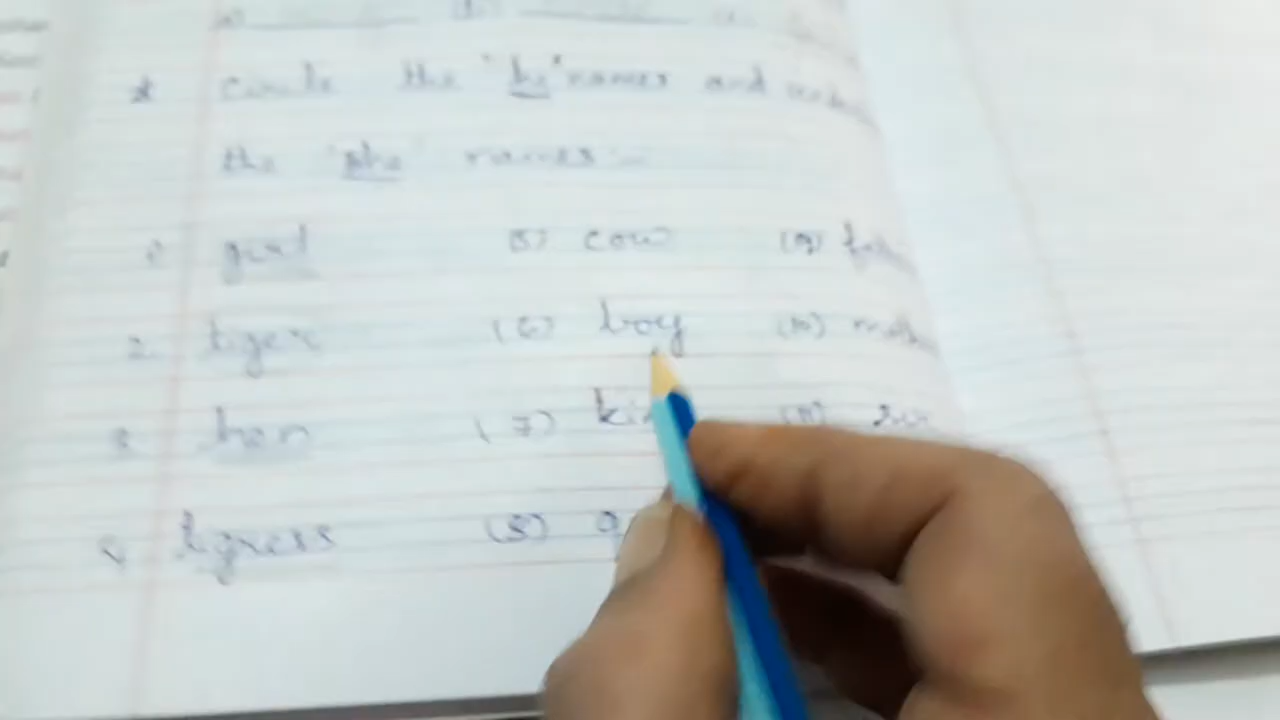 * Circle the "he" names and
the 'she' names :-
1. girl (5) cow (9)
2. tiger (6) boy (10)
3. hen (7) (11)
4. tigress (8)